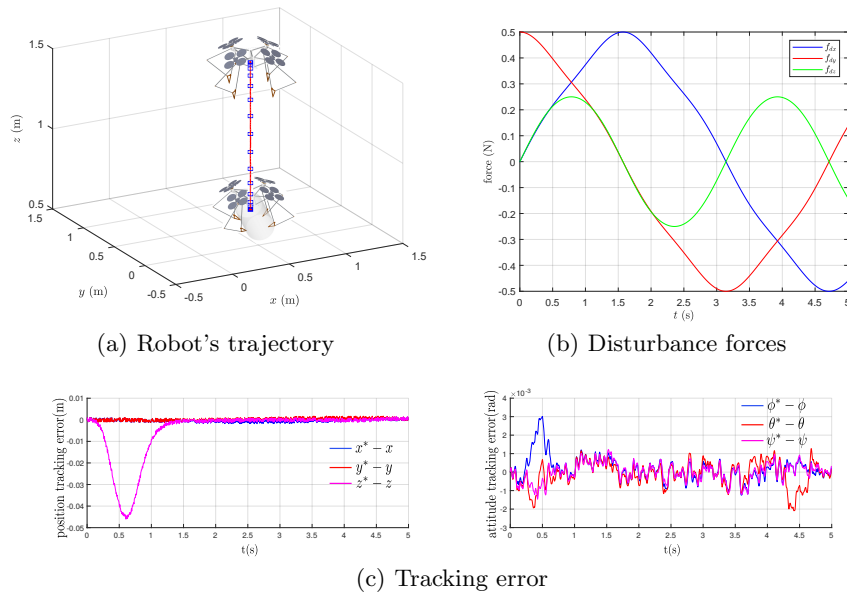 1.5
1
0.5
z (m)
1.5
1
0.5
0
-0.5
y (m)
-0.5
0
0.5
1
1.5
x (m)
(a) Robot's trajectory
0.5
0.4
0.3
0.2
0.1
0
-0.1
-0.2
-0.3
-0.4
-0.5
force (N)
f_dx
f_dy
f_dz
0 0.5 1 1.5 2 2.5 3 3.5 4 4.5 5
t (s)
(b) Disturbance forces
0.01
0
-0.01
-0.02
-0.03
-0.04
-0.05
position tracking error(m)
x* − x
y* − y
z* − z
0 0.5 1 1.5 2 2.5 3 3.5 4 4.5 5
t(s)
×10⁻³
4
3
2
1
0
-1
-2
-3
attitude tracking error(rad)
ϕ* − ϕ
θ* − θ
ψ* − ψ
0 0.5 1 1.5 2 2.5 3 3.5 4 4.5 5
t(s)
(c) Tracking error